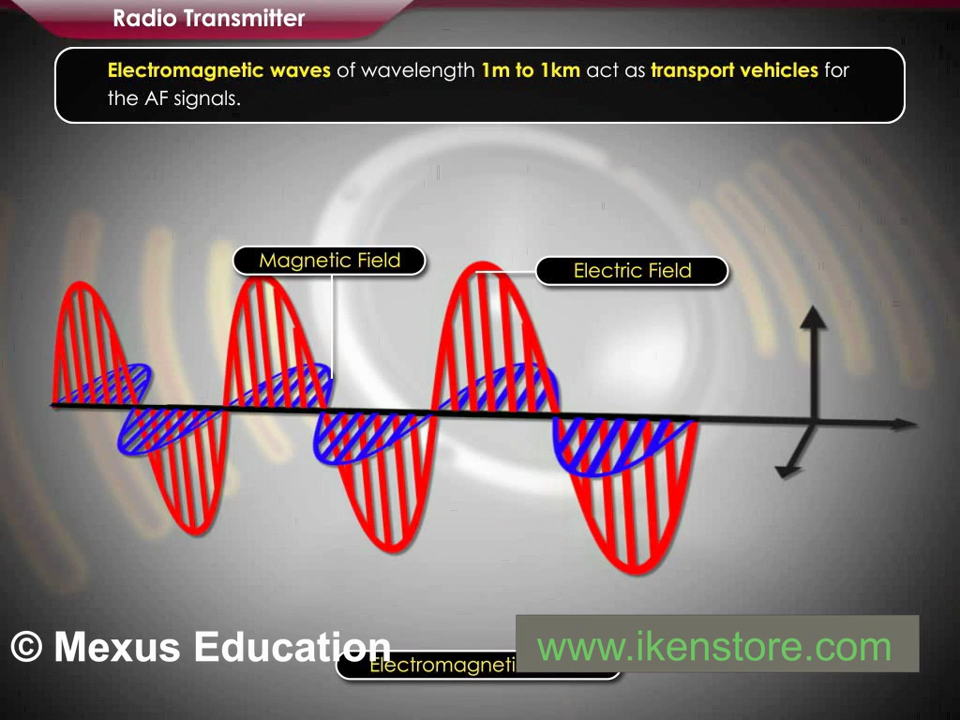 Radio Transmitter
Electromagnetic waves of wavelength 1m to 1km act as transport vehicles for
the AF signals.
Magnetic Field
Electric Field
© Mexus Education
www.ikenstore.com